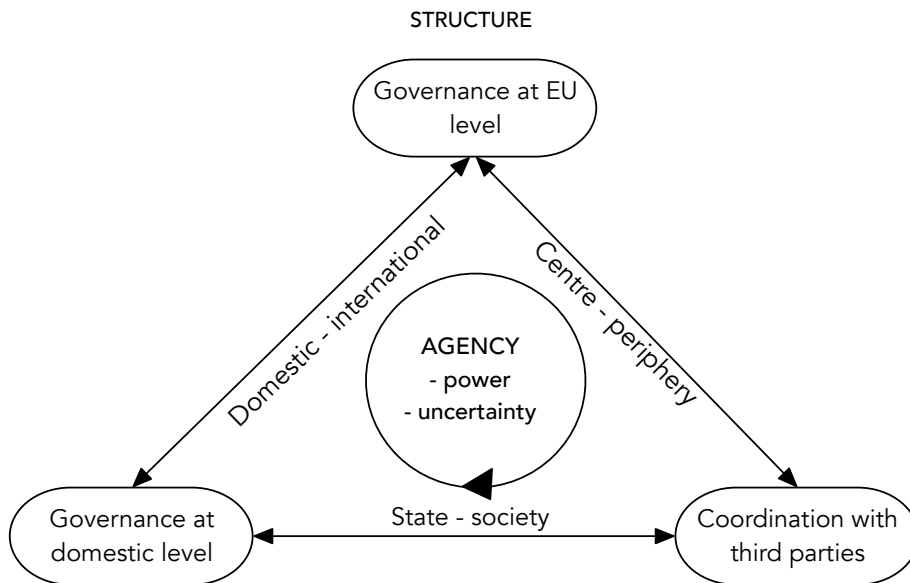 STRUCTURE
Governance at EU
level
Domestic - international
Centre - periphery
AGENCY
- power
- uncertainty
Governance at
domestic level
State - society
Coordination with
third parties